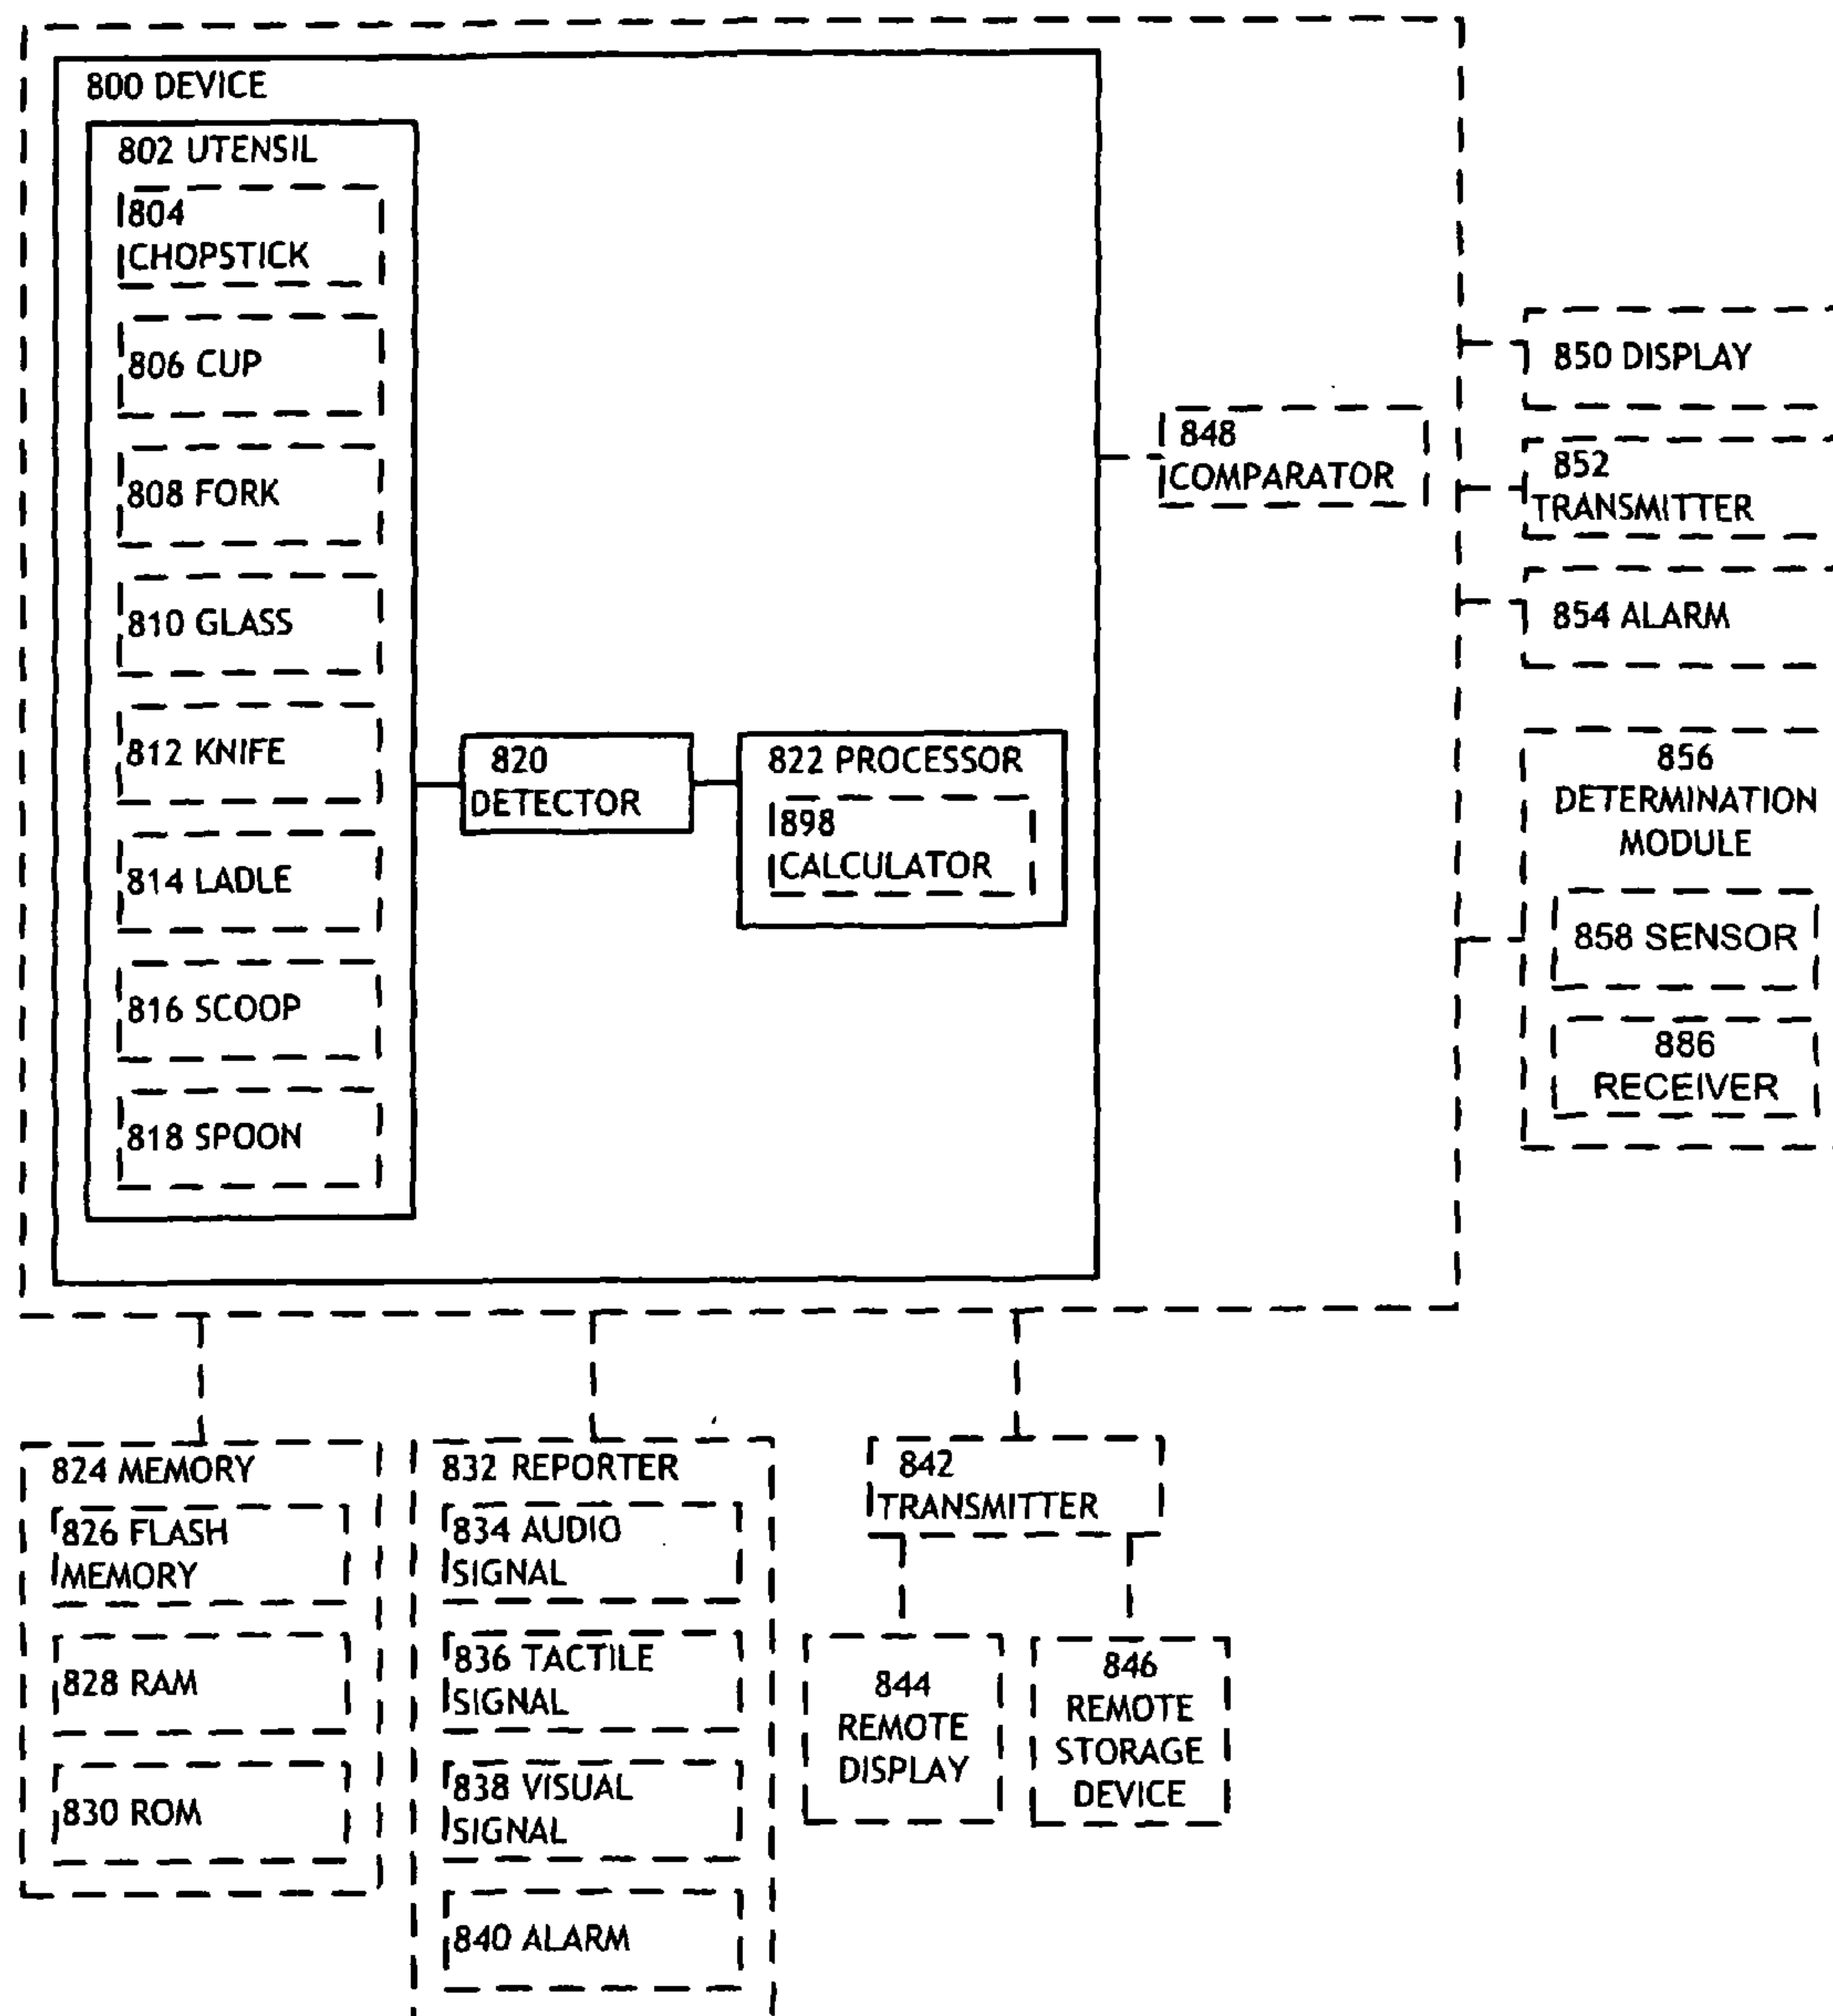 800 DEVICE
802 UTENSIL
804
CHOPSTICK
806 CUP
808 FORK
810 GLASS
812 KNIFE
814 LADLE
816 SCOOP
818 SPOON
820
DETECTOR
822 PROCESSOR
898
CALCULATOR
848
COMPARATOR
850 DISPLAY
852
TRANSMITTER
854 ALARM
856
DETERMINATION
MODULE
858 SENSOR
886
RECEIVER
824 MEMORY
826 FLASH
MEMORY
828 RAM
830 ROM
832 REPORTER
834 AUDIO
SIGNAL
836 TACTILE
SIGNAL
838 VISUAL
SIGNAL
840 ALARM
842
TRANSMITTER
844
REMOTE
DISPLAY
846
REMOTE
STORAGE
DEVICE